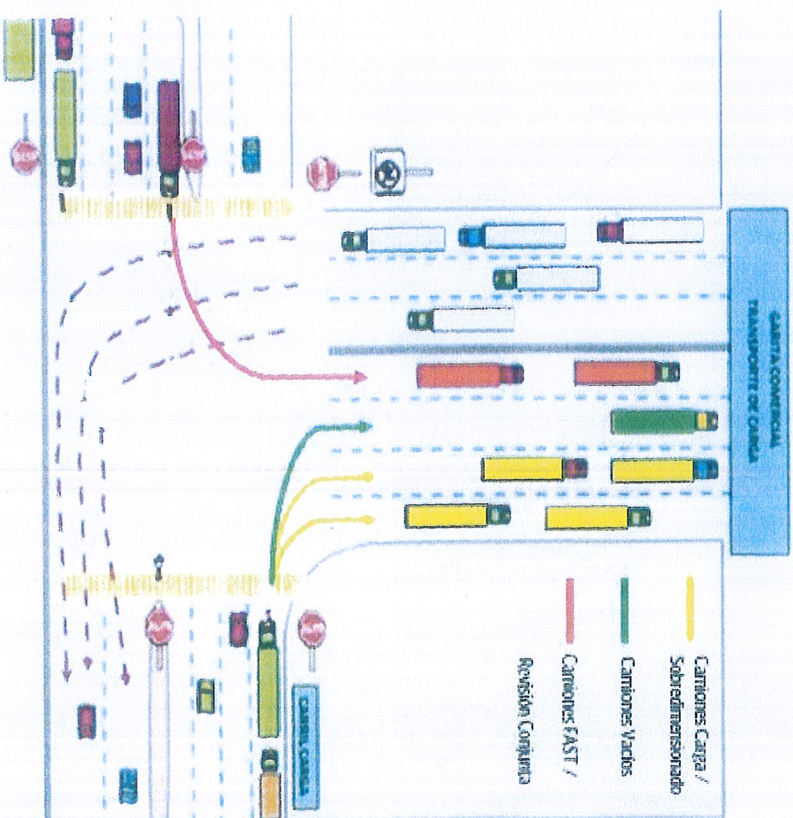 GARITA COMERCIAL
TRANSPORTE DE CARGA
Camiones Carga /
Sobredimensionado
Camiones Vacíos
Camiones FAST /
Revisión Conjunta
CARRIL CARGA